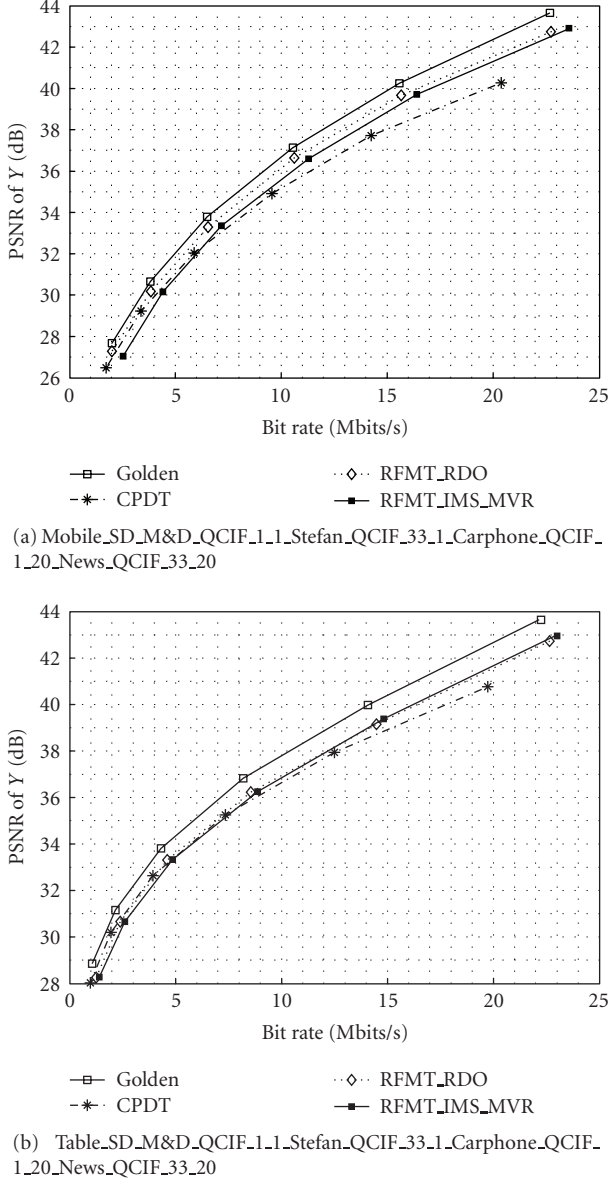 44
42
40
38
36
34
32
30
28
26
PSNR of Y (dB)
0 5 10 15 20 25
Bit rate (Mbits/s)
Golden RFMT_RDO
CPDT RFMT_IMS_MVR
(a) Mobile_SD_M&D_QCIF_1_1_Stefan_QCIF_33_1_Carphone_QCIF_
1_20_News_QCIF_33_20
44
42
40
38
36
34
32
30
28
PSNR of Y (dB)
0 5 10 15 20 25
Bit rate (Mbits/s)
Golden RFMT_RDO
CPDT RFMT_IMS_MVR
(b) Table_SD_M&D_QCIF_1_1_Stefan_QCIF_33_1_Carphone_QCIF_
1_20_News_QCIF_33_20